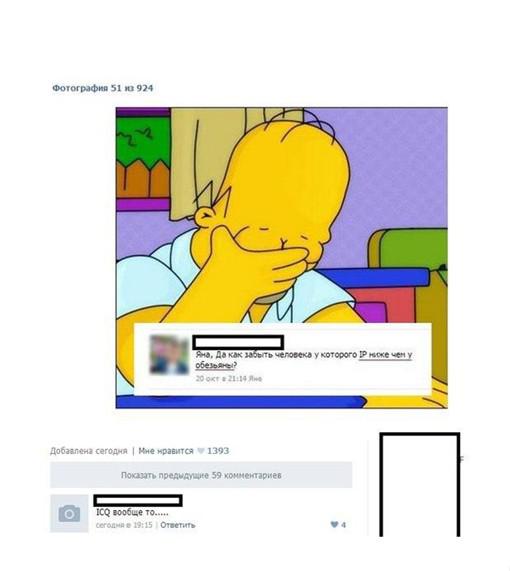 Фотография 51 из 924
Яна, Да как забыть человека у которого IP ниже чем у
обезьяны?
20 окт в 21:14 Яне
Добавлена сегодня | Мне нравится 1393
Показать предыдущие 59 комментариев
ICQ вообще то.....
сегодня в 19:15 | Ответить 4